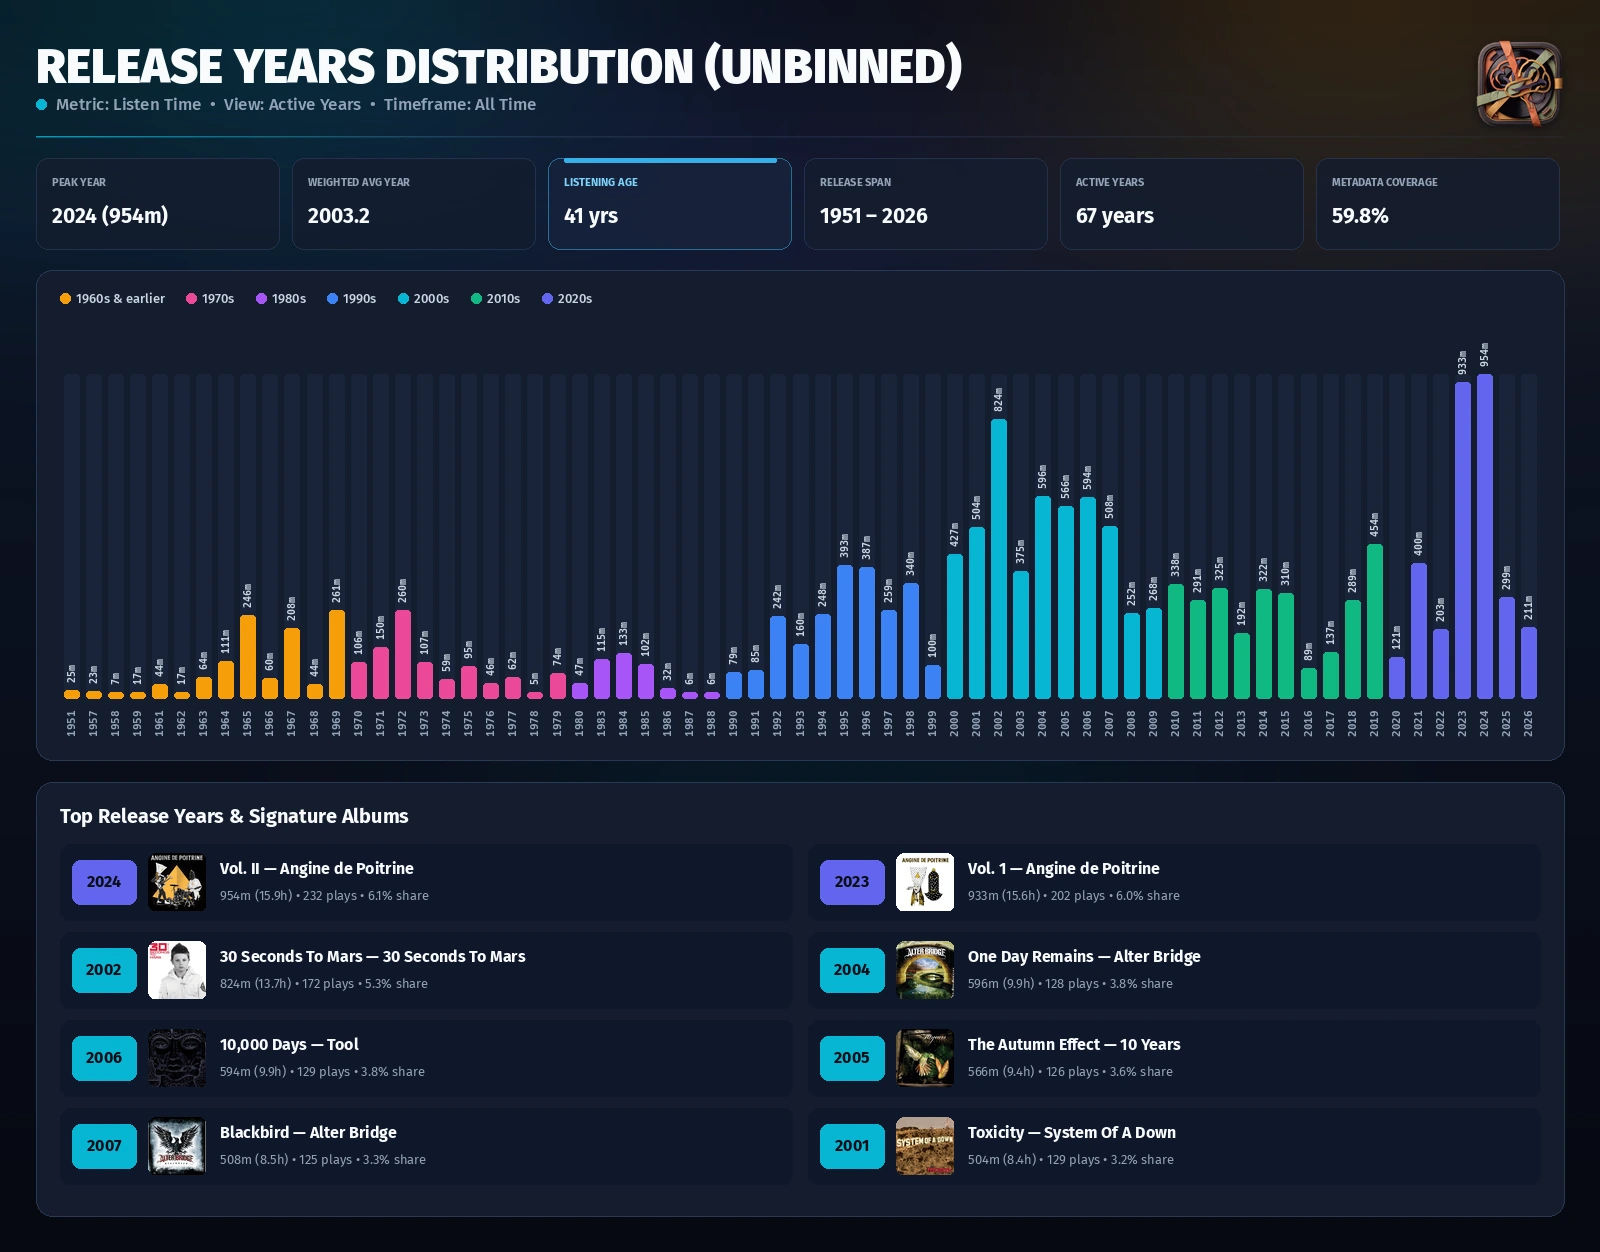 RELEASE YEARS DISTRIBUTION (UNBINNED)
Metric: Listen Time • View: Active Years • Timeframe: All Time
PEAK YEAR
2024 (954m)
WEIGHTED AVG YEAR
2003.2
LISTENING AGE
41 yrs
RELEASE SPAN
1951 – 2026
ACTIVE YEARS
67 years
METADATA COVERAGE
59.8%
1960s & earlier 1970s 1980s 1990s 2000s 2010s 2020s
25m 23m 7m 17m 44m 17m 64m 111m 246m 60m 208m 44m 261m 106m 150m 260m 107m 59m 95m 46m 62m 5m 74m 47m 115m 133m 102m 32m 6m 6m 79m 85m 242m 160m 248m 393m 387m 259m 340m 100m 427m 504m 824m 375m 596m 566m 594m 508m 252m 268m 338m 291m 325m 192m 322m 310m 89m 137m 289m 454m 121m 400m 203m 933m 954m 299m 211m
1951 1957 1958 1959 1961 1962 1963 1964 1965 1966 1967 1968 1969 1970 1971 1972 1973 1974 1975 1976 1977 1978 1979 1980 1983 1984 1985 1986 1987 1988 1990 1991 1992 1993 1994 1995 1996 1997 1998 1999 2000 2001 2002 2003 2004 2005 2006 2007 2008 2009 2010 2011 2012 2013 2014 2015 2016 2017 2018 2019 2020 2021 2022 2023 2024 2025 2026
Top Release Years & Signature Albums
2024
ANGINE DE POITRINE
Vol. II — Angine de Poitrine
954m (15.9h) • 232 plays • 6.1% share
2023
ANGINE DE POITRINE
Vol. 1 — Angine de Poitrine
933m (15.6h) • 202 plays • 6.0% share
2002
30 Seconds To Mars — 30 Seconds To Mars
824m (13.7h) • 172 plays • 5.3% share
2004
ALTER BRIDGE
One Day Remains — Alter Bridge
596m (9.9h) • 128 plays • 3.8% share
2006
10,000 Days — Tool
594m (9.9h) • 129 plays • 3.8% share
2005
The Autumn Effect — 10 Years
566m (9.4h) • 126 plays • 3.6% share
2007
ALTER BRIDGE
Blackbird — Alter Bridge
508m (8.5h) • 125 plays • 3.3% share
2001
SYSTEM OF A DOWN
Toxicity — System Of A Down
504m (8.4h) • 129 plays • 3.2% share